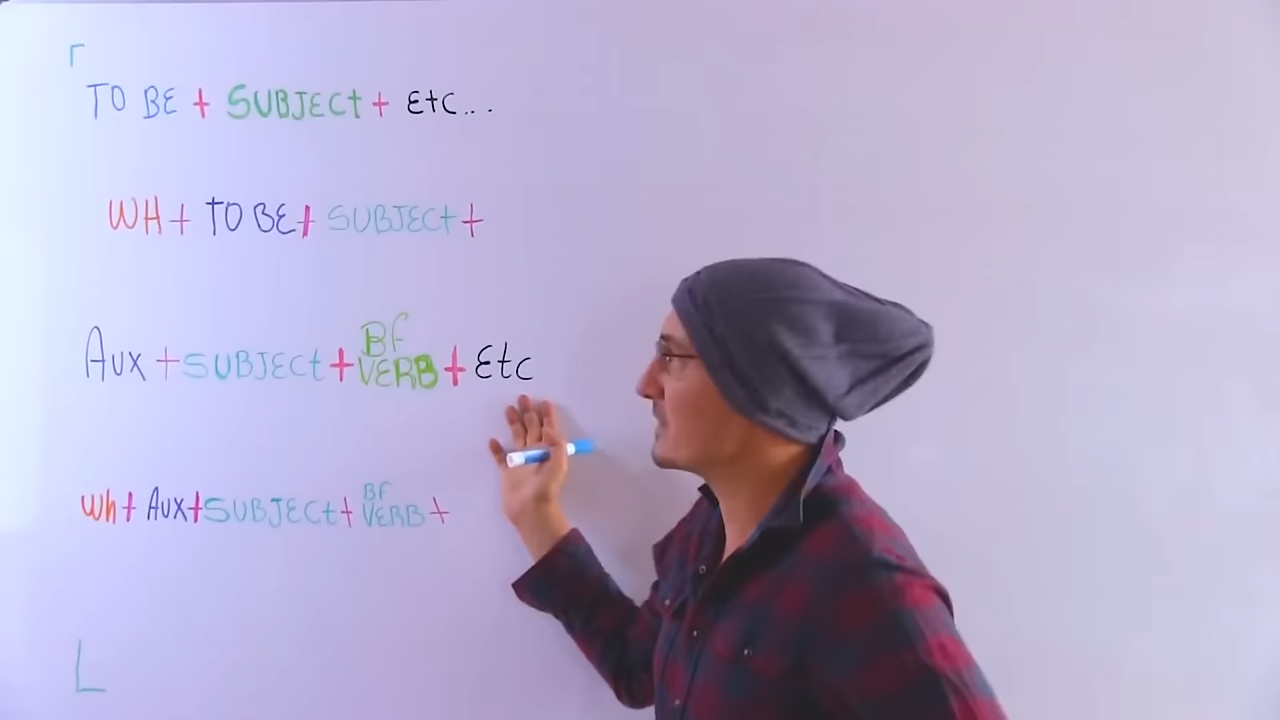 TO BE + SUBJECT + Etc...
WH + TO BE + SUBJECT +
BF
AUX + SUBJECT + VERB + Etc
BF
Wh + AUX + SUBJECT + VERB +